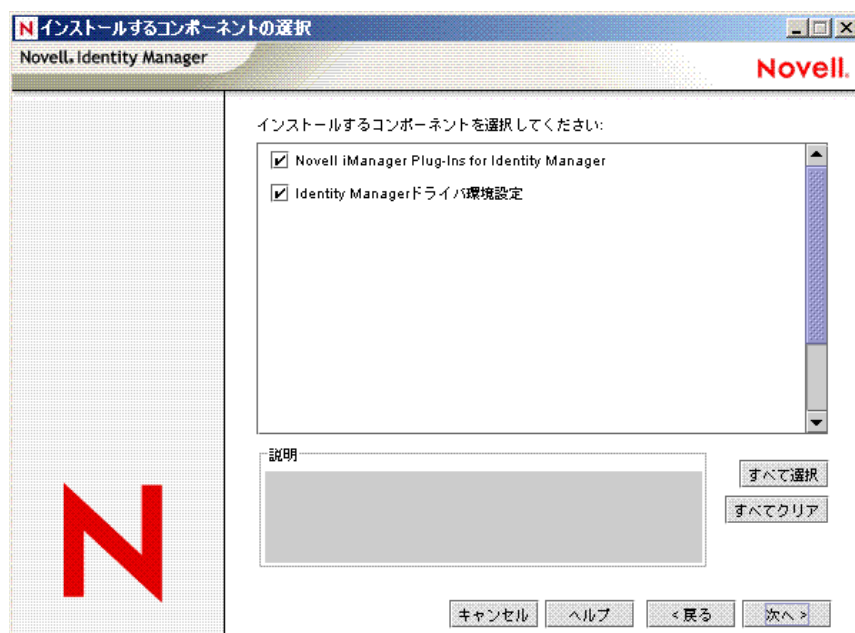 インストールするコンポーネントの選択
Novell. Identity Manager
Novell.
インストールするコンポーネントを選択してください:
Novell iManager Plug-Ins for Identity Manager
Identity Managerドライバ環境設定
説明
すべて選択
すべてクリア
キャンセル
ヘルプ
<戻る
次へ>